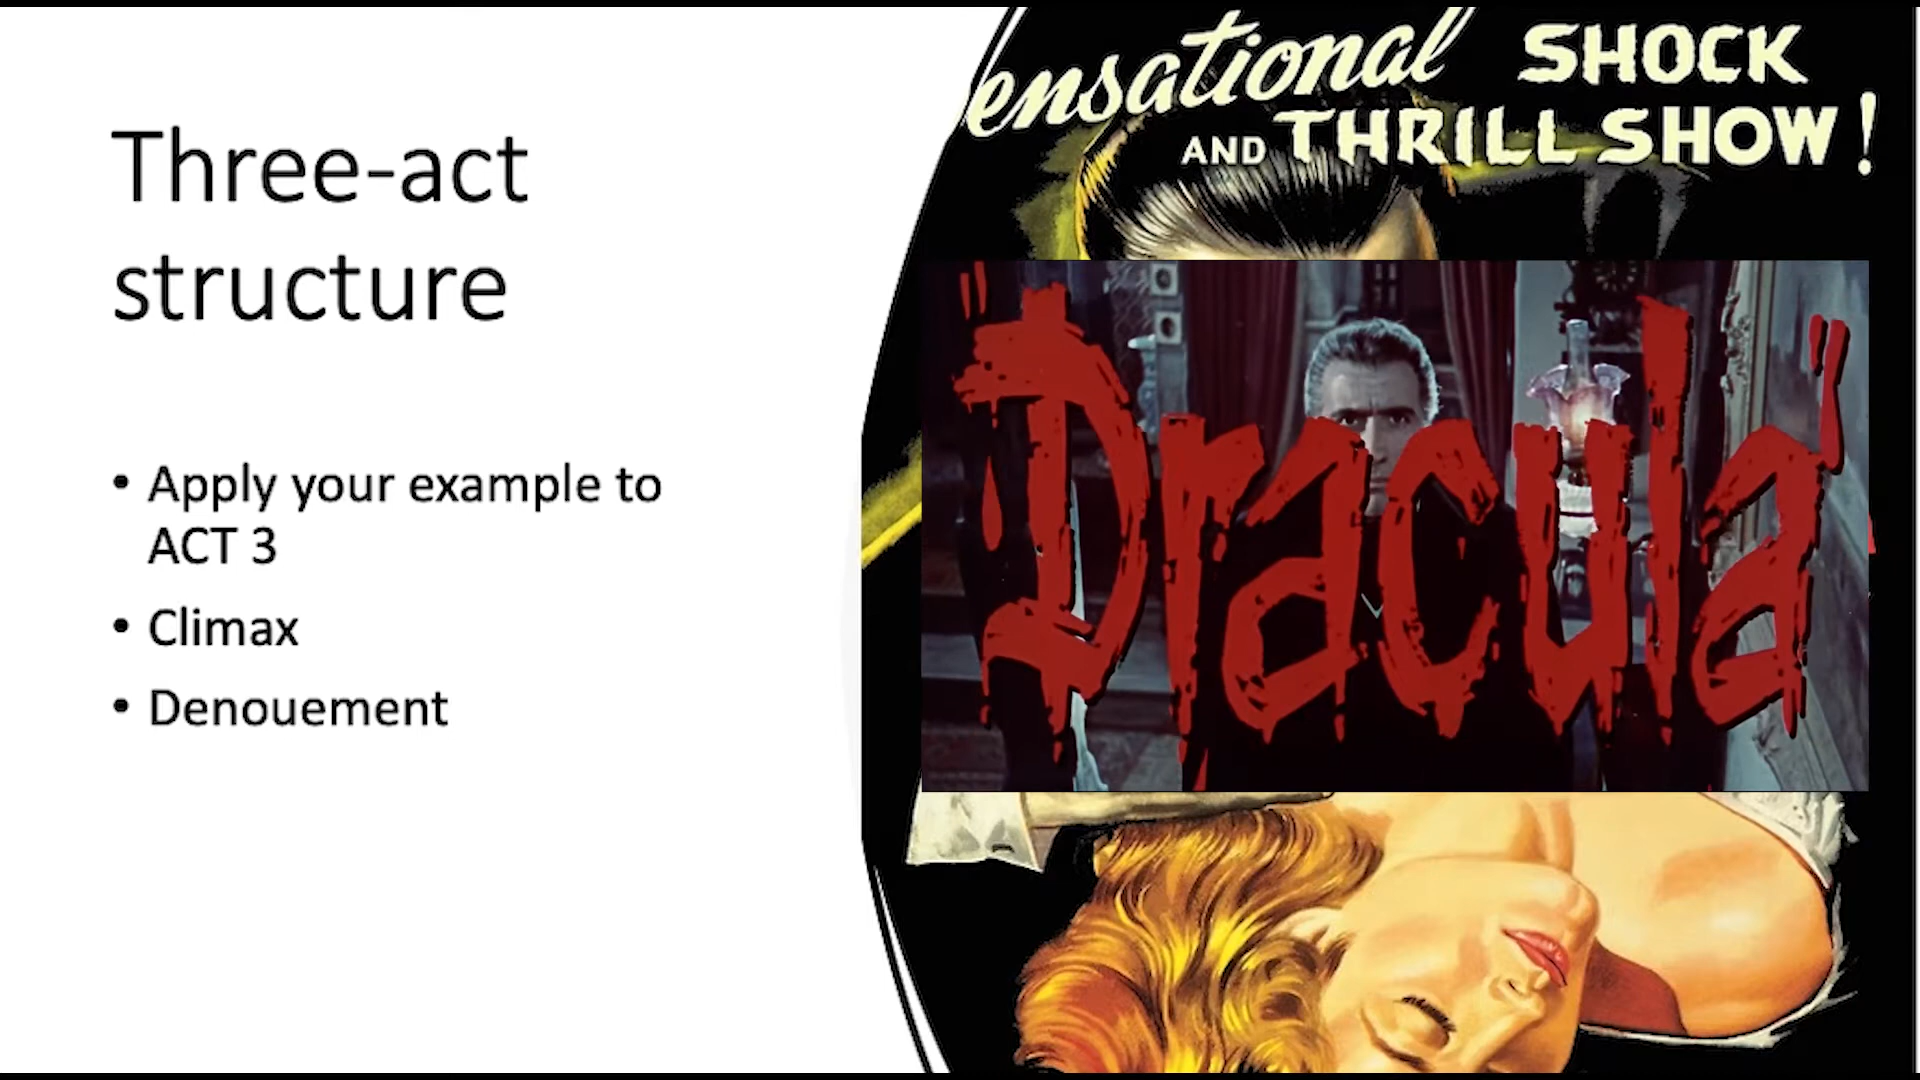 Three-act
structure
• Apply your example to
ACT 3
• Climax
• Denouement
ensational SHOCK
AND THRILL SHOW!
"Dracula"